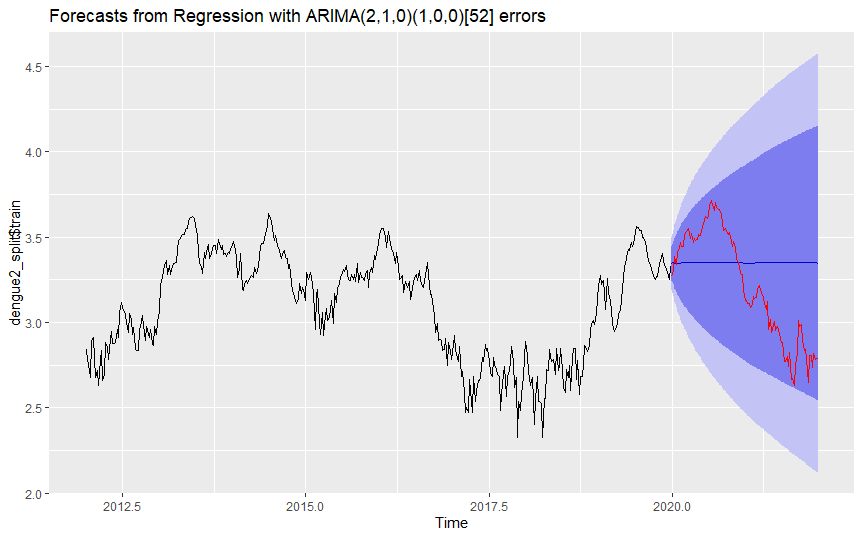 Forecasts from Regression with ARIMA(2,1,0)(1,0,0)[52] errors
4.5
4.0
3.5
3.0
2.5
2.0
dengue2_split$train
2012.5 2015.0 2017.5 2020.0
Time